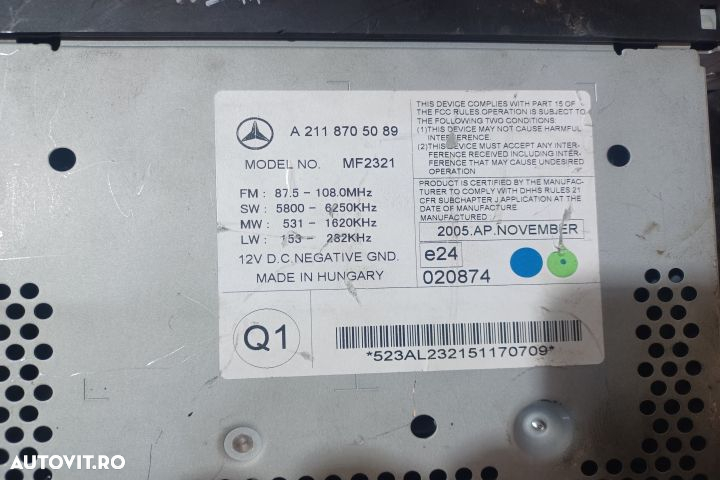 A 211 870 50 89
MODEL NO. MF2321
FM : 87.5 - 108.0MHz
SW : 5800 - 6250KHz
MW : 531 - 1620KHz
LW : 153 - 282KHz
12V D.C. NEGATIVE GND.
MADE IN HUNGARY
THIS DEVICE COMPLIES WITH PART 15 OF
THE FCC RULES OPERATION IS SUBJECT TO
THE FOLLOWING TWO CONDITIONS:
(1)THIS DEVICE MAY NOT CAUSE HARMFUL
INTERFERENCE.
(2)THIS DEVICE MUST ACCEPT ANY INTER-
FERENCE RECEIVED INCLUDING INTER-
FERENCE THAT MAY CAUSE UNDESIRED
OPERATION
PRODUCT IS CERTIFIED BY THE MANUFAC-
TURER TO COMPLY WITH DHHS RULES 21
CFR SUBCHAPTER J APPLICATION AT THE
DATE OF MANUFACTURE
MANUFACTURED :
2005.AP.NOVEMBER
e24
020874
Q1
*523AL232151170709*
AUTOVIT.RO